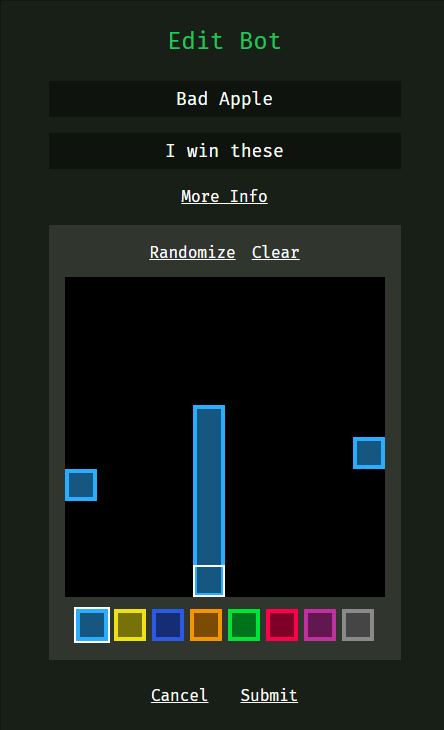 Edit Bot
Bad Apple
I win these
More Info
Randomize Clear
Cancel Submit